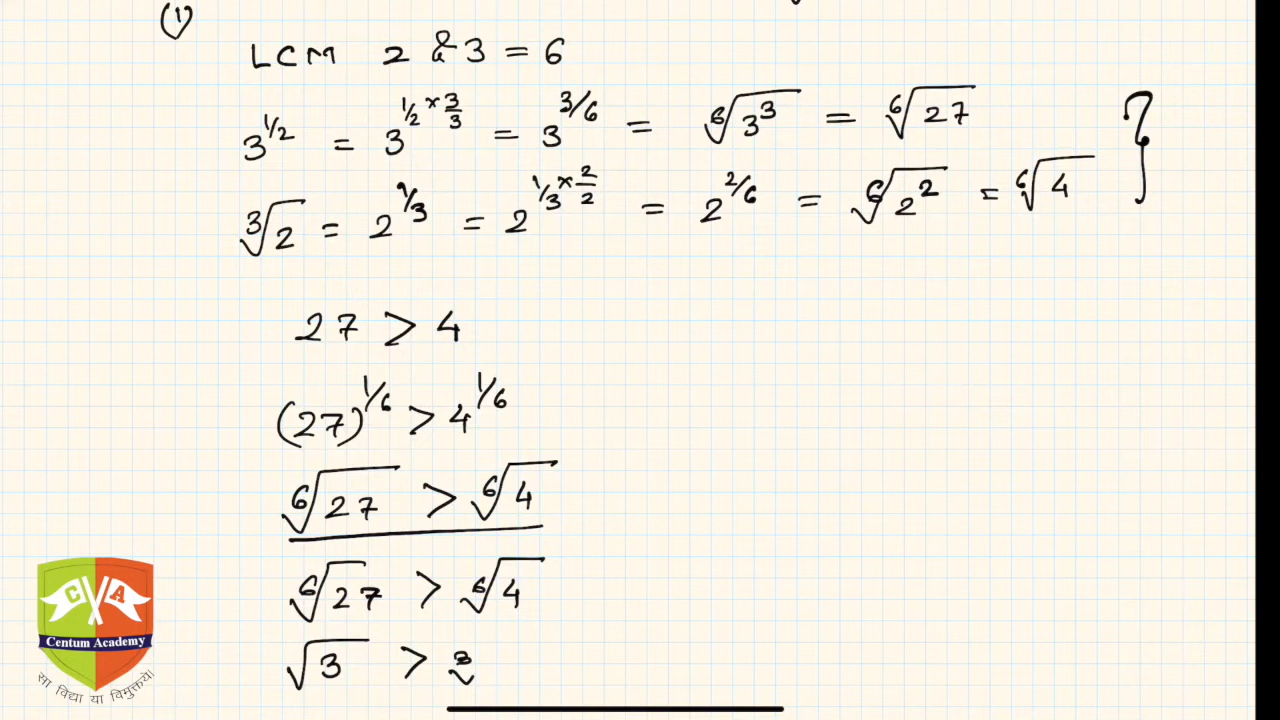 (1)
LCM 2 & 3 = 6
3^{1/2} = 3^{1/2 × 3/3} = 3^{3/6} = ⁶√(3³) = ⁶√27
³√2 = 2^{1/3} = 2^{1/3 × 2/2} = 2^{2/6} = ⁶√(2²) = ⁶√4
27 > 4
(27)^{1/6} > 4^{1/6}
⁶√27 > ⁶√4
⁶√27 > ⁶√4
√3 > ³√
C A
Centum Academy
सा विद्या या विमुक्तये।